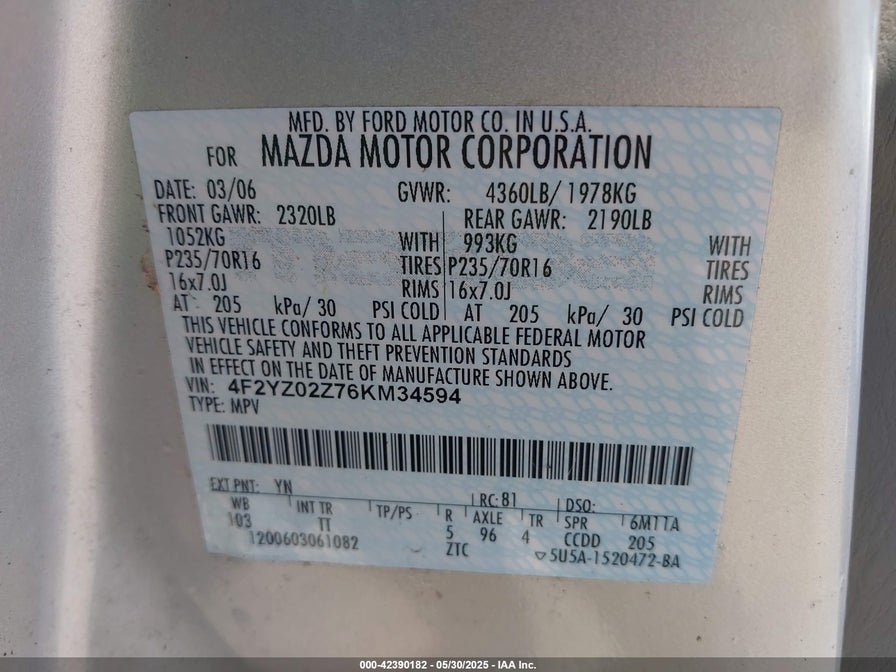 MFD. BY FORD MOTOR CO. IN U.S.A.
FOR MAZDA MOTOR CORPORATION
DATE: 03/06 GVWR: 4360LB/ 1978KG
FRONT GAWR: 2320LB REAR GAWR: 2190LB
1052KG WITH 993KG WITH
P235/70R16 TIRES P235/70R16 TIRES
16x7.0J RIMS 16x7.0J RIMS
AT 205 kPa/ 30 PSI COLD AT 205 kPa/ 30 PSI COLD
THIS VEHICLE CONFORMS TO ALL APPLICABLE FEDERAL MOTOR
VEHICLE SAFETY AND THEFT PREVENTION STANDARDS
IN EFFECT ON THE DATE OF MANUFACTURE SHOWN ABOVE.
VIN: 4F2YZ02Z76KM34594
TYPE: MPV
EXT PNT: YN RC: 81 DSO:
WB INT TR TP/PS R AXLE TR SPR 6M11A
103 TT 5 96 4 CCDD 205
1200603061082 ZTC ▽5U5A-1520472-BA
000-42390182 — 05/30/2025 — IAA Inc.